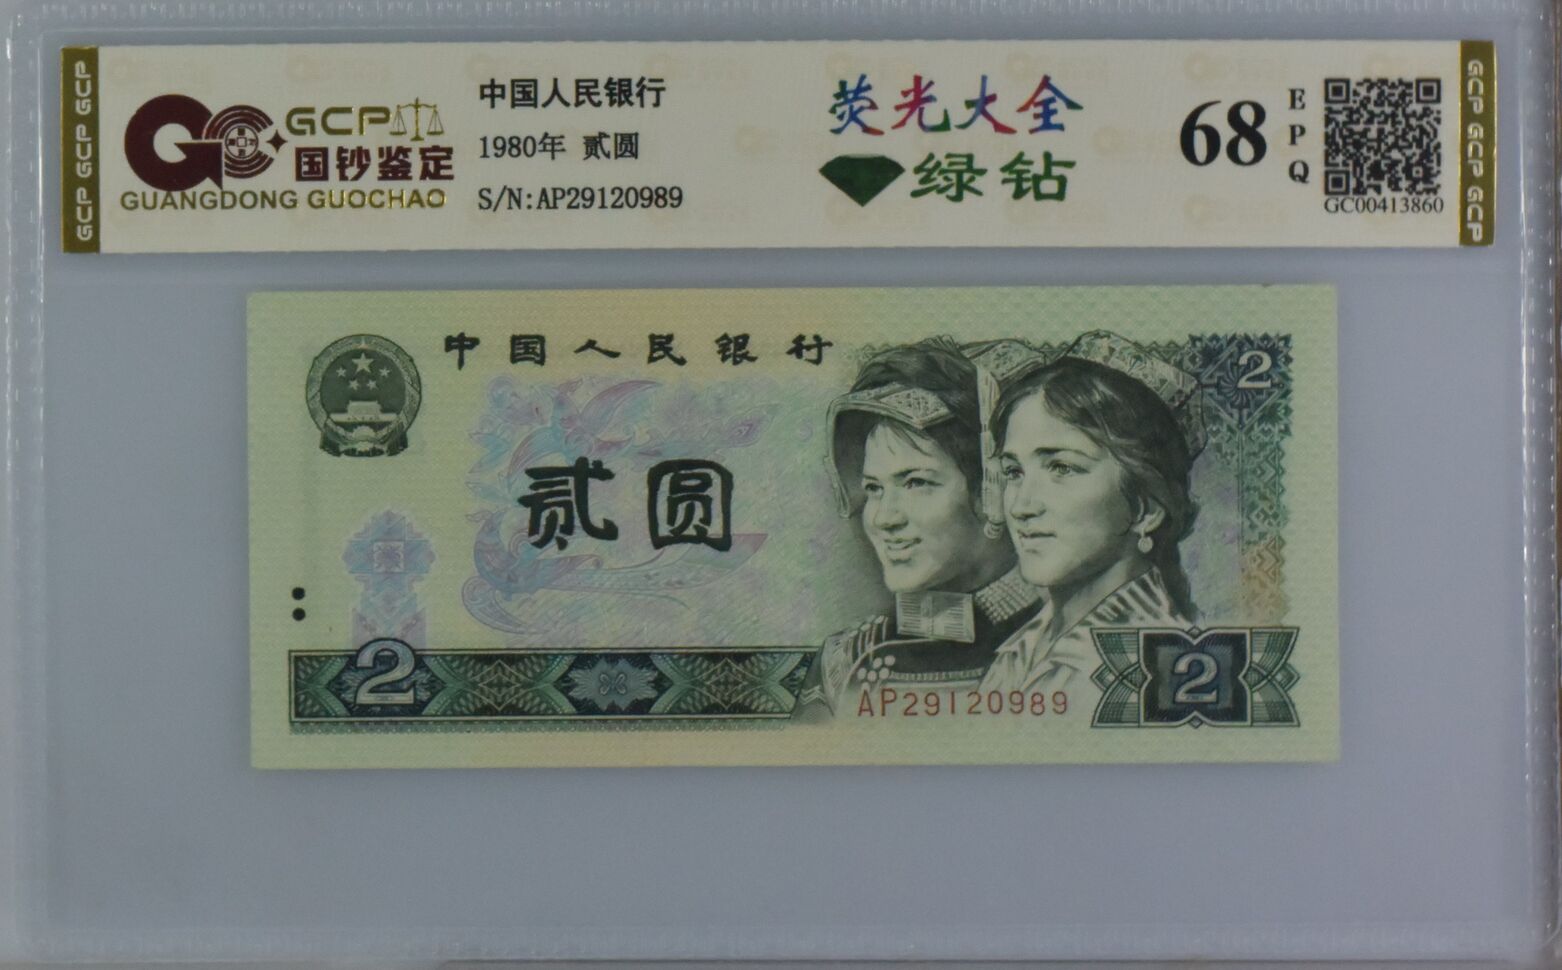 GCP GCP GCP
GCP
国钞鉴定
GUANGDONG GUOCHAO
中国人民银行
1980年 贰圆
S/N:AP29120989
荧光大全
绿钻
68
EPQ
GC00413860
GCP GCP GCP
中国人民银行
2
贰圆
2
AP29120989
2